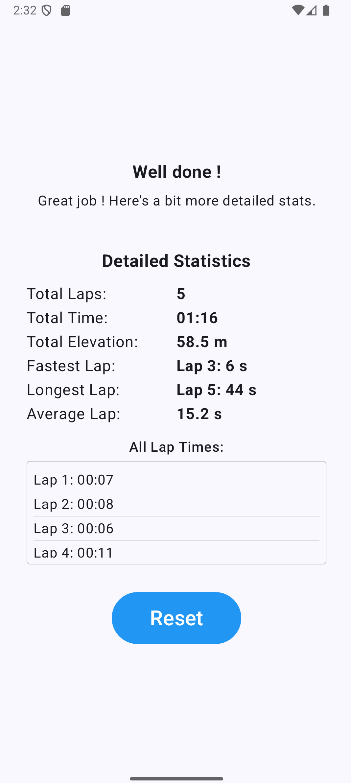 2:32
Well done !
Great job ! Here's a bit more detailed stats.
Detailed Statistics
Total Laps: 5
Total Time: 01:16
Total Elevation: 58.5 m
Fastest Lap: Lap 3: 6 s
Longest Lap: Lap 5: 44 s
Average Lap: 15.2 s
All Lap Times:
Lap 1: 00:07
Lap 2: 00:08
Lap 3: 00:06
Lap 4: 00:11
Reset